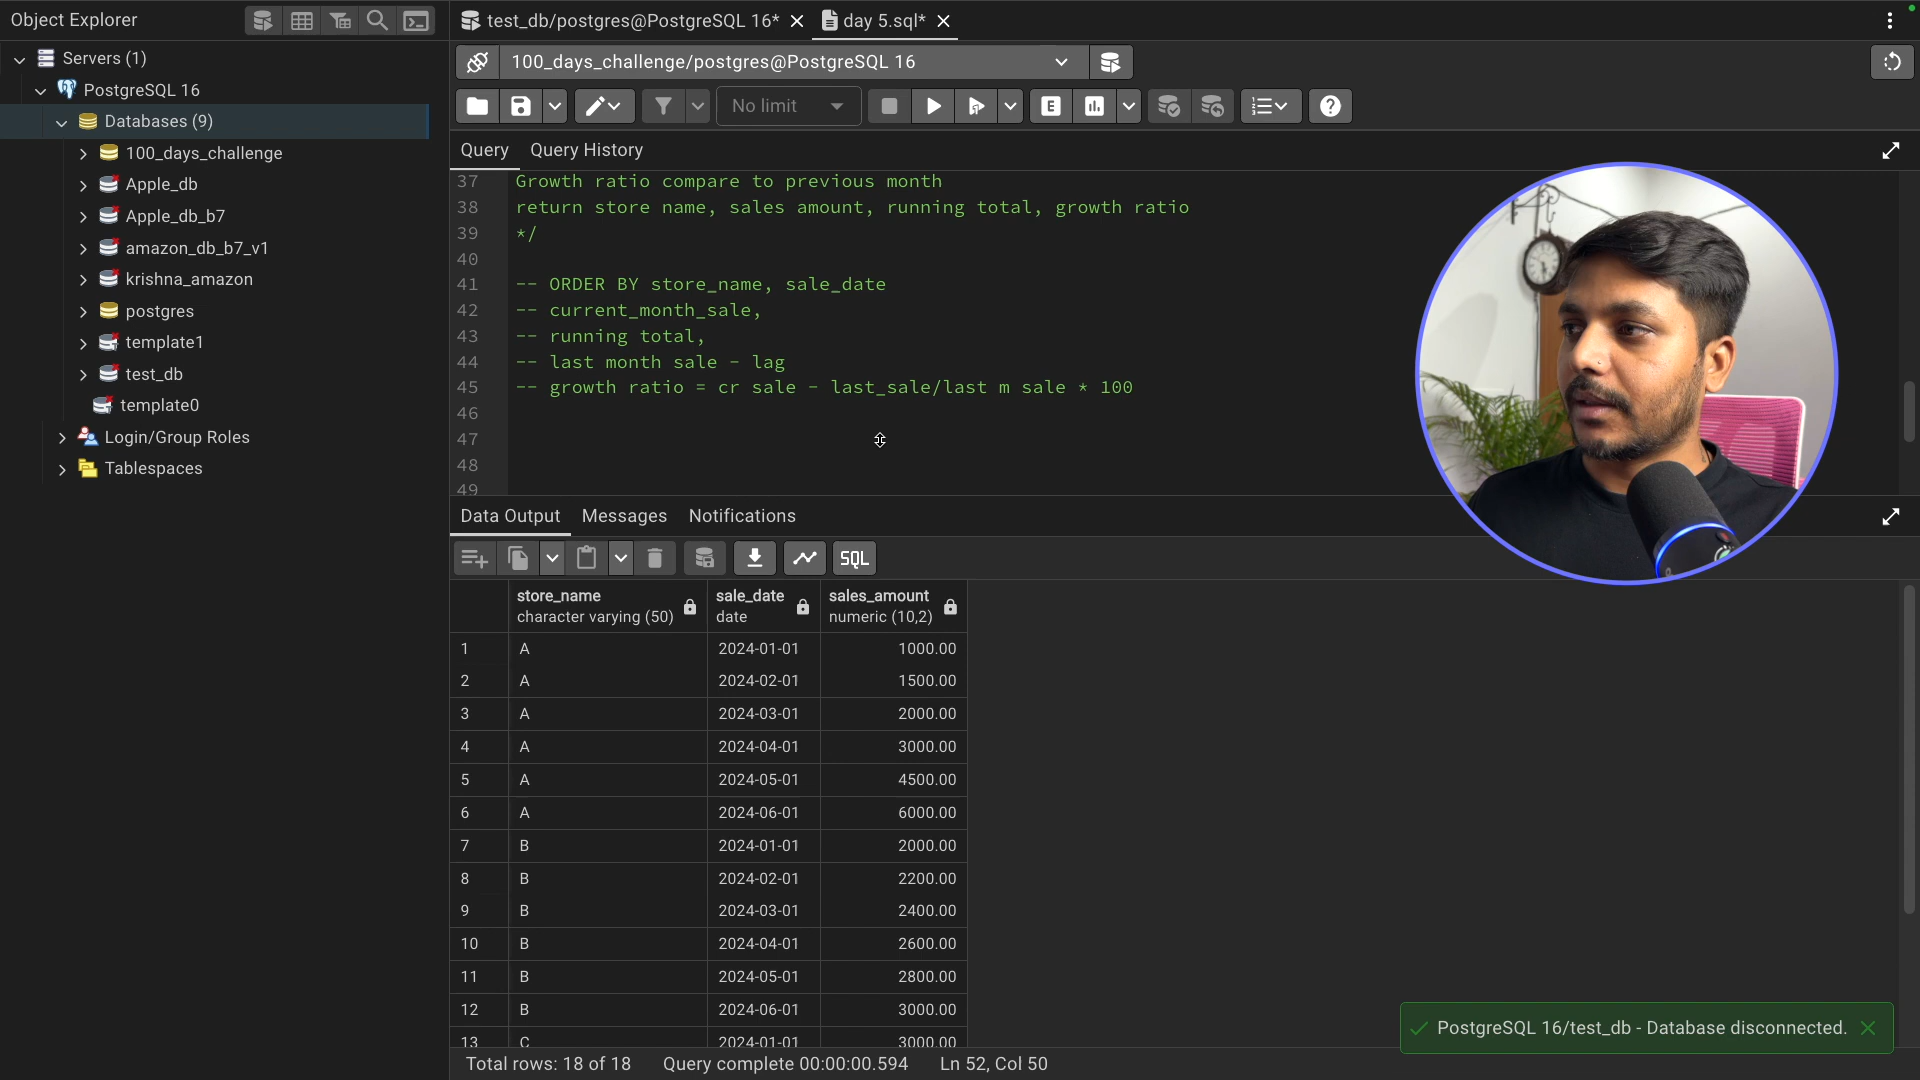 Object Explorer
test_db/postgres@PostgreSQL 16*
day 5.sql*
Servers (1)
PostgreSQL 16
Databases (9)
100_days_challenge
Apple_db
Apple_db_b7
amazon_db_b7_v1
krishna_amazon
postgres
template1
test_db
template0
Login/Group Roles
Tablespaces
100_days_challenge/postgres@PostgreSQL 16
No limit
E
Query Query History
37 Growth ratio compare to previous month
38 return store name, sales amount, running total, growth ratio
39 */
40
41 -- ORDER BY store_name, sale_date
42 -- current_month_sale,
43 -- running total,
44 -- last month sale - lag
45 -- growth ratio = cr sale - last_sale/last m sale * 100
46
47
48
49
Data Output Messages Notifications
SQL
store_name sale_date sales_amount
character varying (50) date numeric (10,2)
1 A 2024-01-01 1000.00
2 A 2024-02-01 1500.00
3 A 2024-03-01 2000.00
4 A 2024-04-01 3000.00
5 A 2024-05-01 4500.00
6 A 2024-06-01 6000.00
7 B 2024-01-01 2000.00
8 B 2024-02-01 2200.00
9 B 2024-03-01 2400.00
10 B 2024-04-01 2600.00
11 B 2024-05-01 2800.00
12 B 2024-06-01 3000.00
13 C 2024-01-01 3000.00
PostgreSQL 16/test_db - Database disconnected.
Total rows: 18 of 18 Query complete 00:00:00.594 Ln 52, Col 50